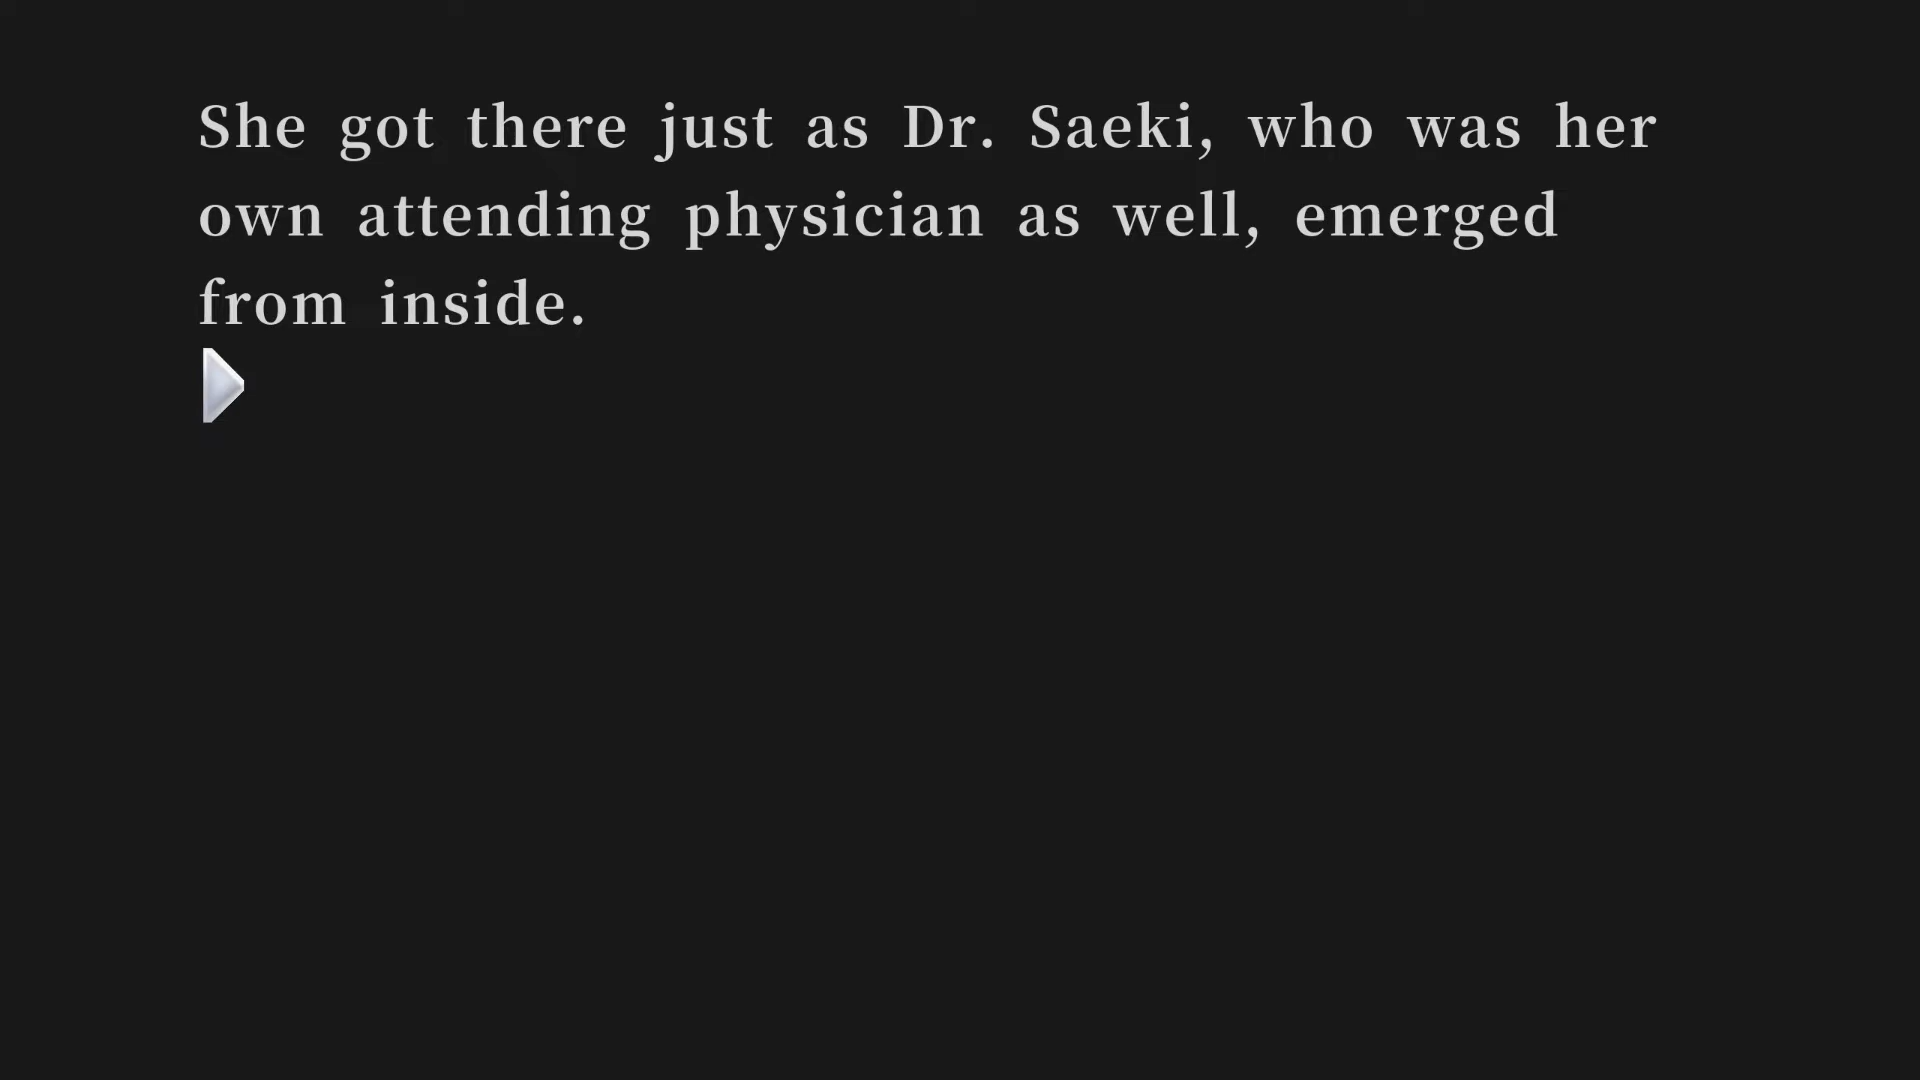 She got there just as Dr. Saeki, who was her
own attending physician as well, emerged
from inside.